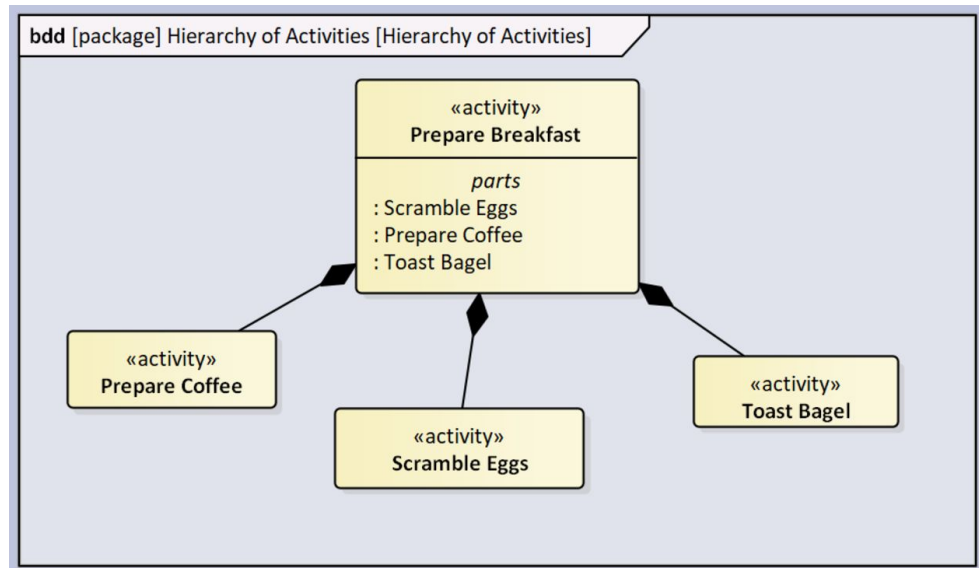 bdd [package] Hierarchy of Activities [Hierarchy of Activities]
«activity»
Prepare Breakfast
parts
: Scramble Eggs
: Prepare Coffee
: Toast Bagel
«activity»
Prepare Coffee
«activity»
Scramble Eggs
«activity»
Toast Bagel